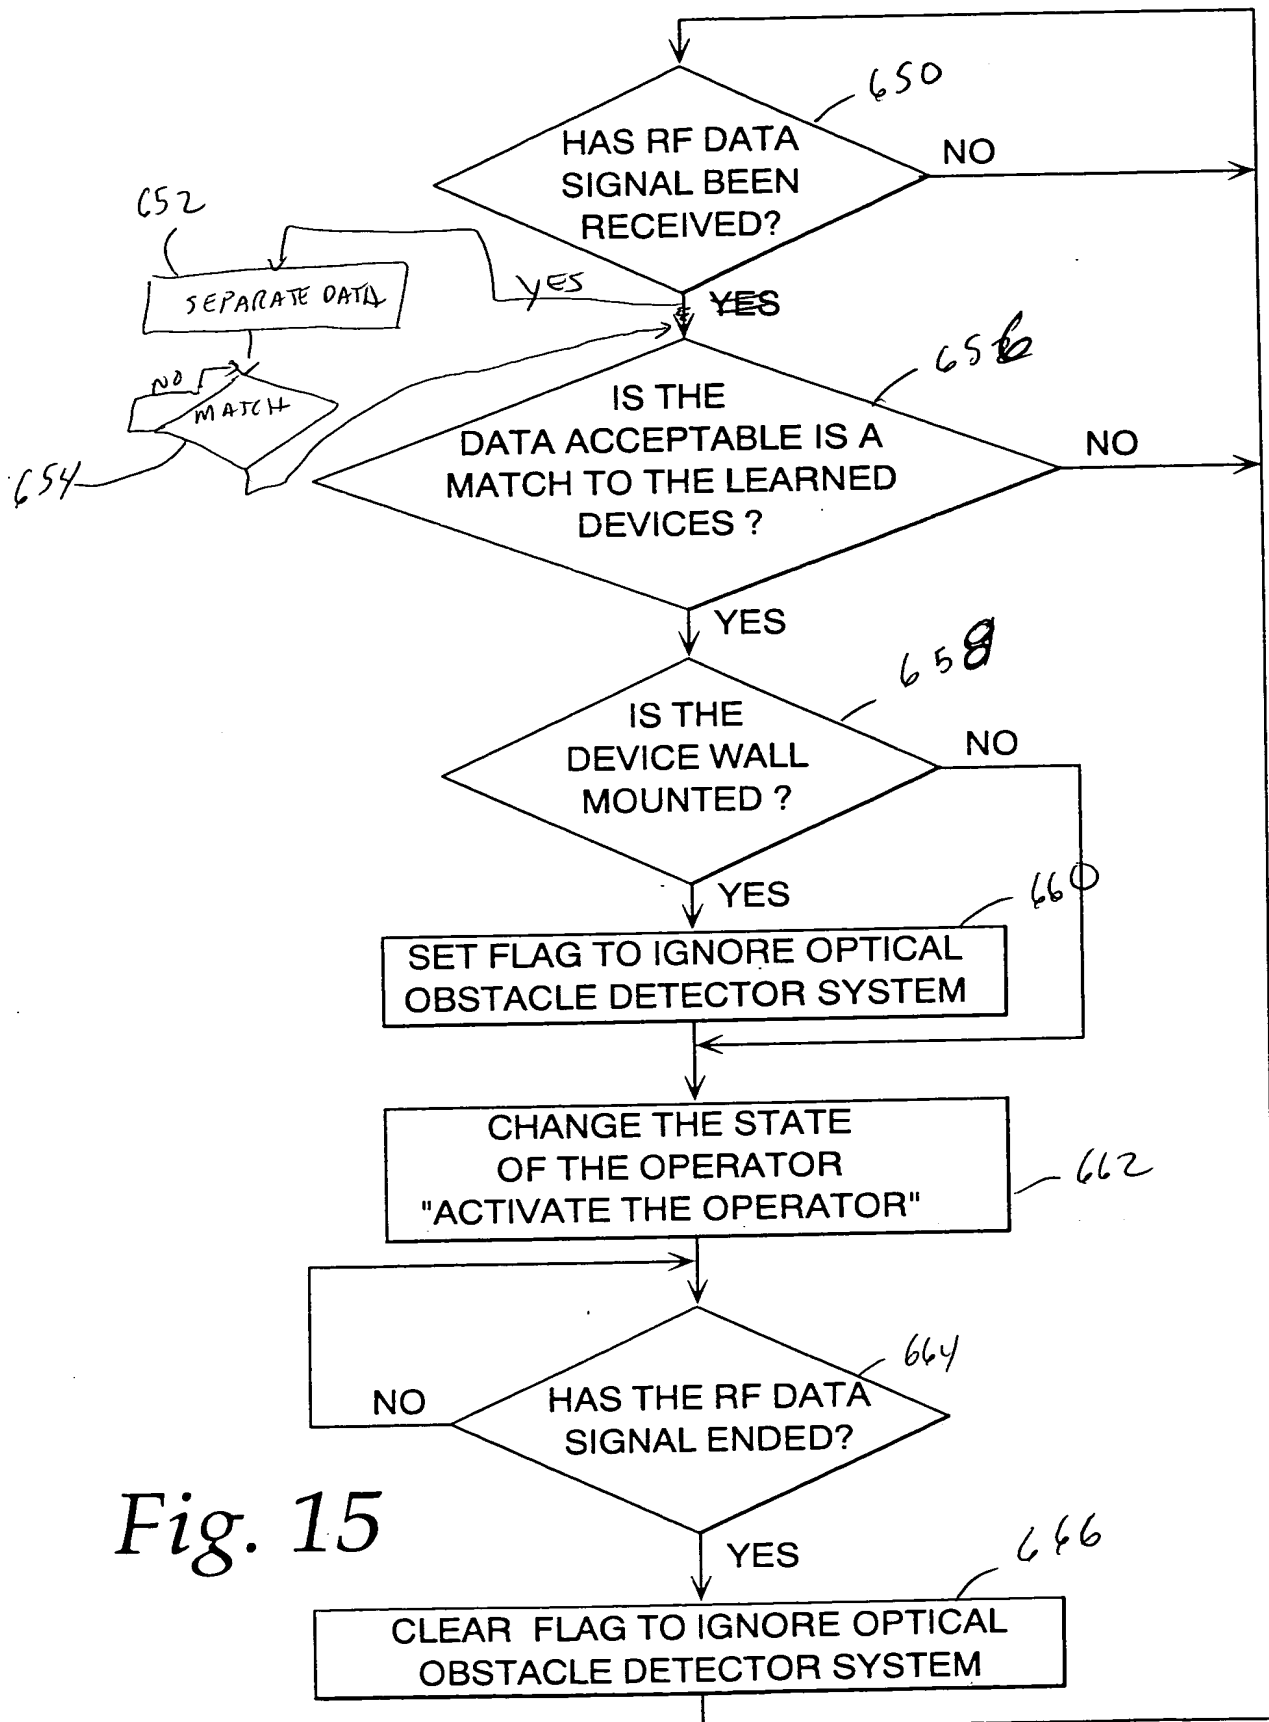 650
HAS RF DATA
SIGNAL BEEN
RECEIVED?
NO
652
SEPARATE DATA
YES
YES
NO
MATCH
654
656
IS THE
DATA ACCEPTABLE IS A
MATCH TO THE LEARNED
DEVICES ?
NO
YES
658
IS THE
DEVICE WALL
MOUNTED ?
NO
YES
660
SET FLAG TO IGNORE OPTICAL
OBSTACLE DETECTOR SYSTEM
CHANGE THE STATE
OF THE OPERATOR
"ACTIVATE THE OPERATOR"
662
664
HAS THE RF DATA
SIGNAL ENDED?
NO
Fig. 15
YES
666
CLEAR FLAG TO IGNORE OPTICAL
OBSTACLE DETECTOR SYSTEM